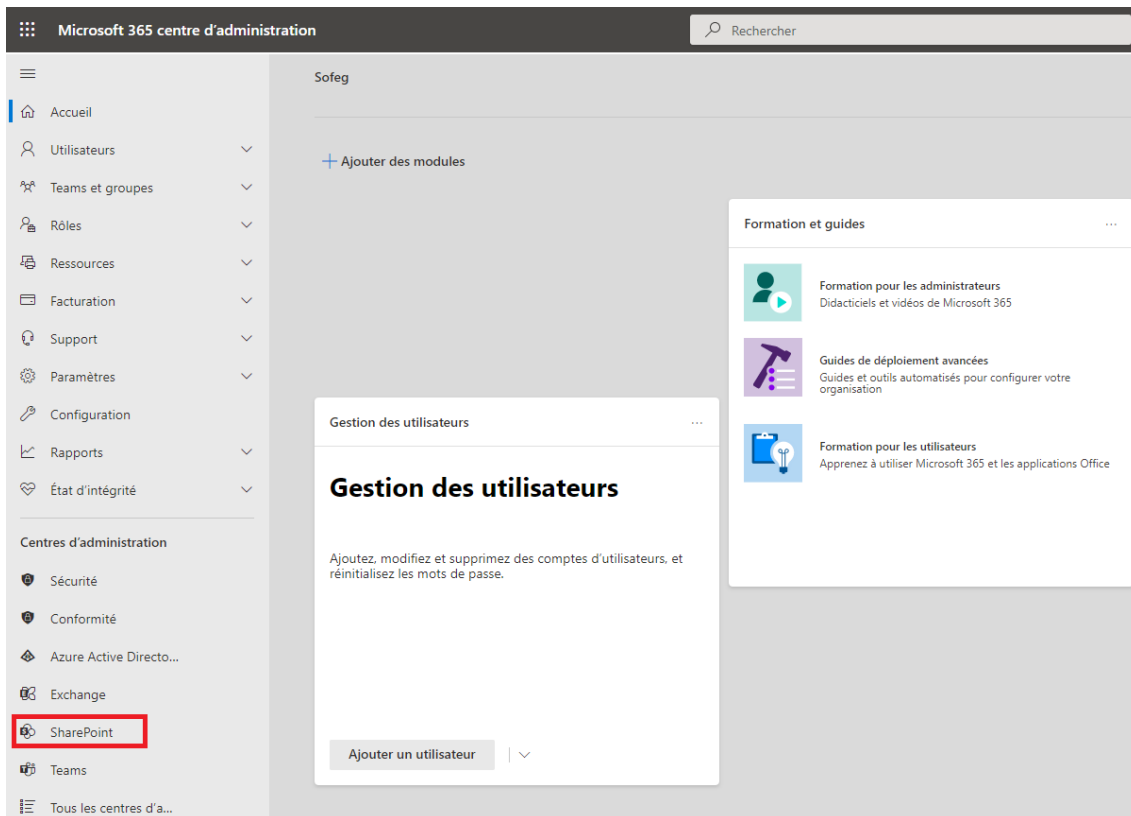 Microsoft 365 centre d'administration
Rechercher
Sofeg
Accueil
Utilisateurs
Teams et groupes
Rôles
Ressources
Facturation
Support
Paramètres
Configuration
Rapports
État d'intégrité
Centres d'administration
Sécurité
Conformité
Azure Active Directo...
Exchange
SharePoint
Teams
Tous les centres d'a...
Ajouter des modules
Gestion des utilisateurs
Gestion des utilisateurs
Ajoutez, modifiez et supprimez des comptes d'utilisateurs, et
réinitialisez les mots de passe.
Ajouter un utilisateur
Formation et guides
Formation pour les administrateurs
Didacticiels et vidéos de Microsoft 365
Guides de déploiement avancées
Guides et outils automatisés pour configurer votre
organisation
Formation pour les utilisateurs
Apprenez à utiliser Microsoft 365 et les applications Office